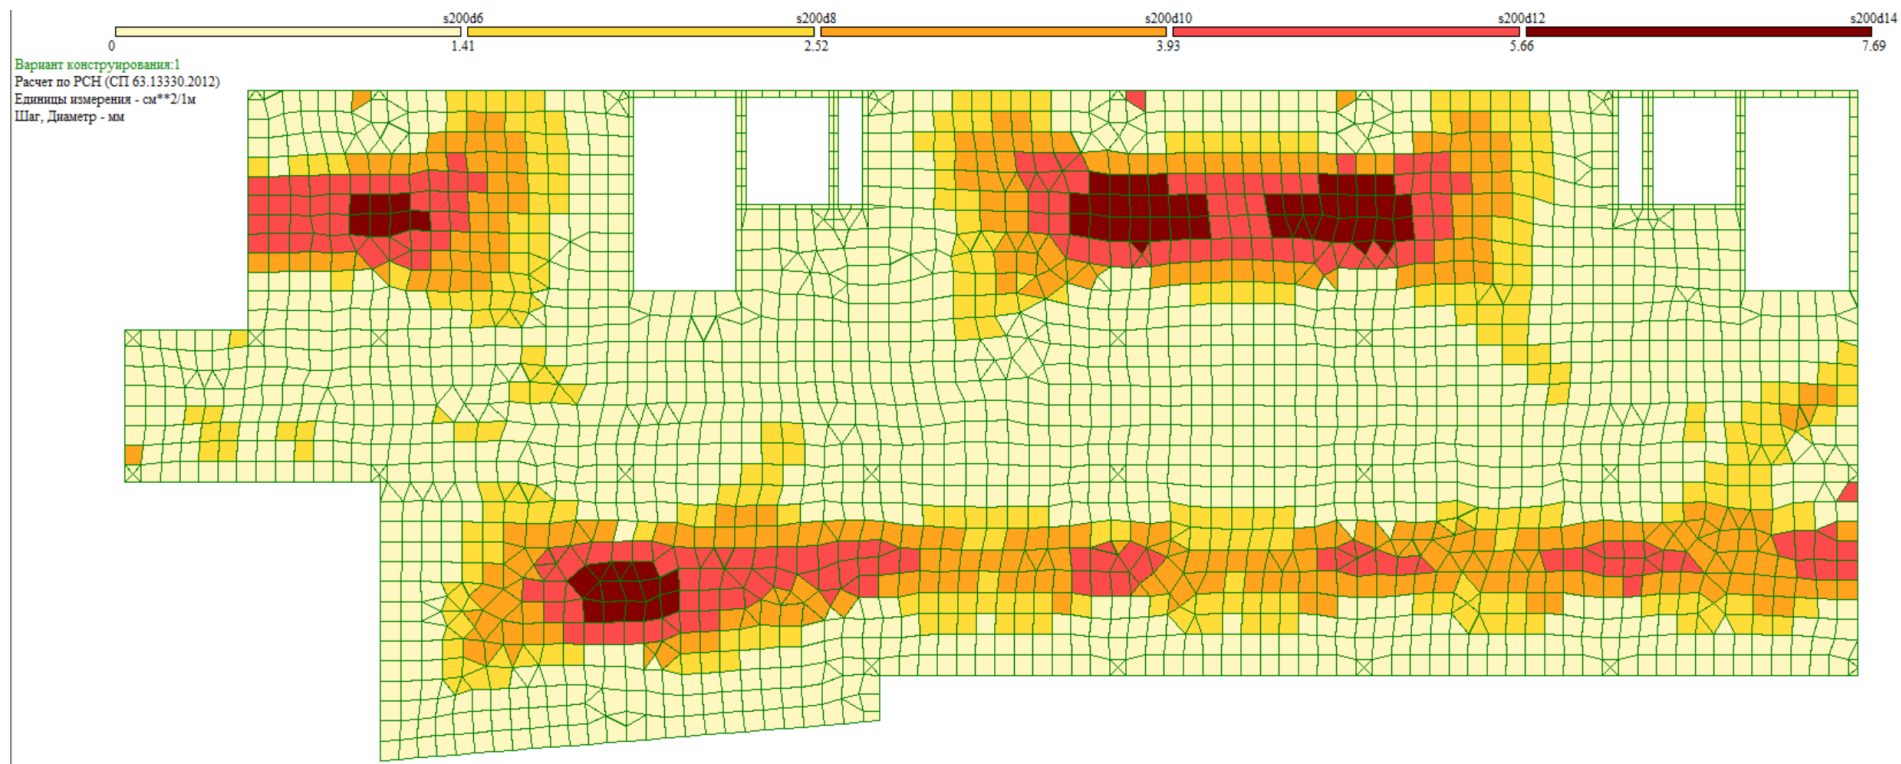 s200d6 s200d8 s200d10 s200d12 s200d14
0 1.41 2.52 3.93 5.66 7.69
Вариант конструирования:1
Расчет по РСН (СП 63.13330.2012)
Единицы измерения - см**2/1м
Шаг, Диаметр - мм